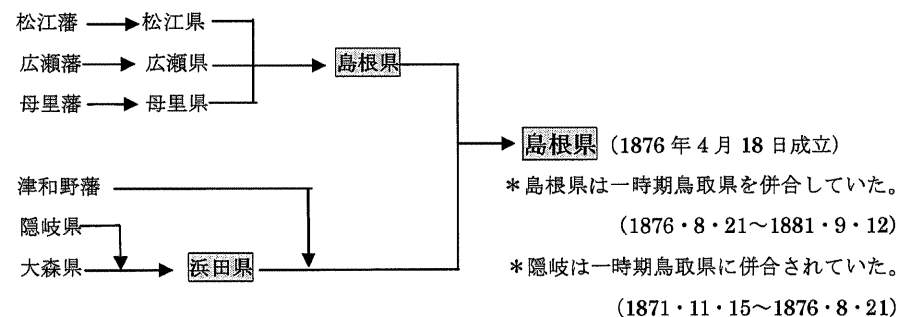 松江藩 松江県
広瀬藩 広瀬県 島根県
母里藩 母里県
島根県 (1876年4月18日成立)
津和野藩
*島根県は一時期鳥取県を併合していた。
隠岐県
(1876・8・21～1881・9・12)
大森県 浜田県
*隠岐は一時期鳥取県に併合されていた。
(1871・11・15～1876・8・21)